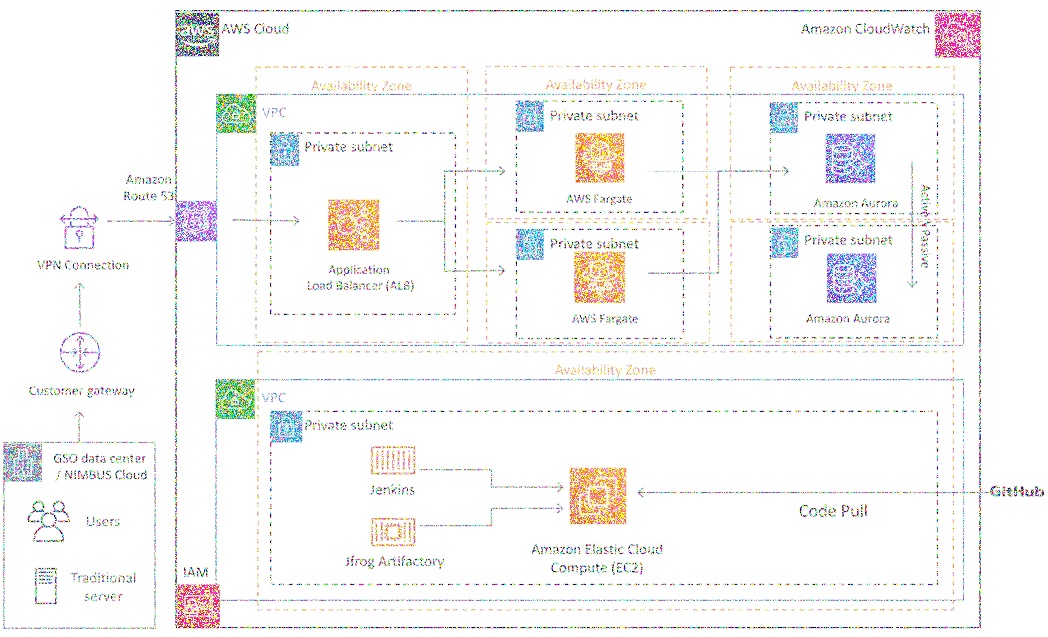 aws
AWS Cloud
Amazon CloudWatch
Availability Zone
Availability Zone
Availability Zone
VPC
Private subnet
Private subnet
Private subnet
Amazon
Route 53
AWS Fargate
Amazon Aurora
Active > Passive
VPN Connection
Application
Load Balancer (ALB)
Private subnet
Private subnet
AWS Fargate
Amazon Aurora
Customer gateway
Availability Zone
VPC
Private subnet
GSO data center
/ NIMBUS Cloud
Users
Traditional
server
Jenkins
Jfrog Artifactory
Amazon Elastic Cloud
Compute (EC2)
Code Pull
GitHub
IAM